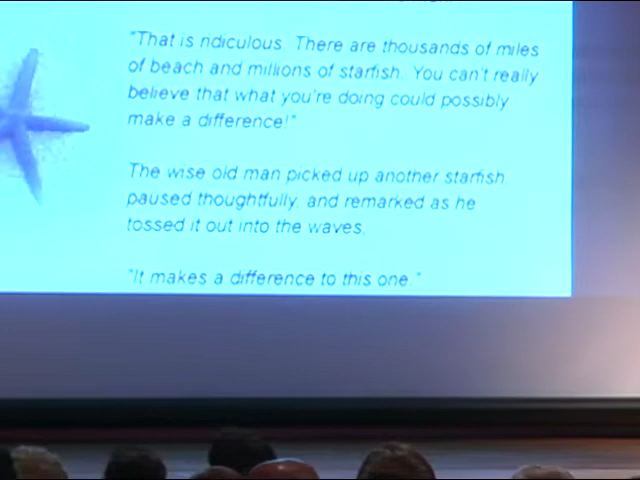 "That is ridiculous. There are thousands of miles
of beach and millions of starfish. You can't really
believe that what you're doing could possibly
make a difference!"
The wise old man picked up another starfish,
paused thoughtfully, and remarked as he
tossed it out into the waves,
"It makes a difference to this one."